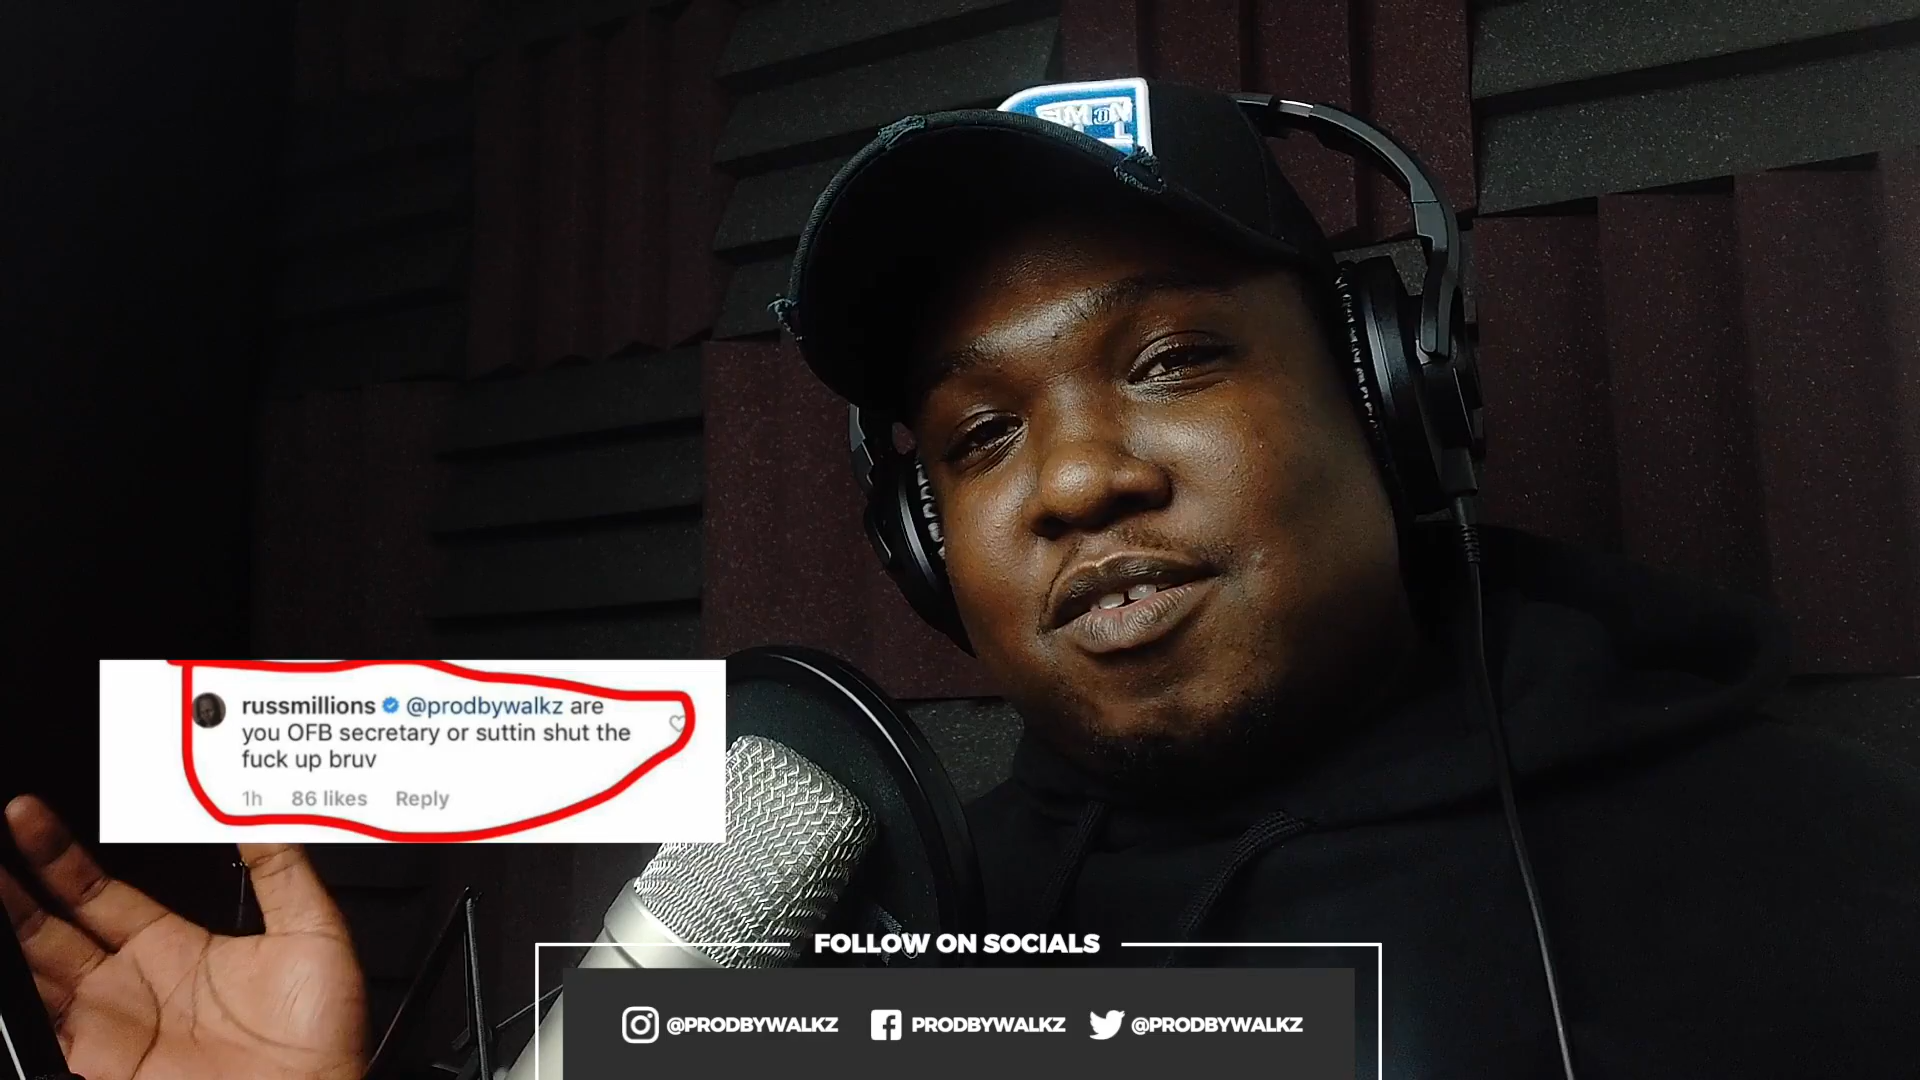 russmillions @prodbywalkz are
you OFB secretary or suttin shut the
fuck up bruv
1h 86 likes Reply
FOLLOW ON SOCIALS
@PRODBYWALKZ PRODBYWALKZ @PRODBYWALKZ